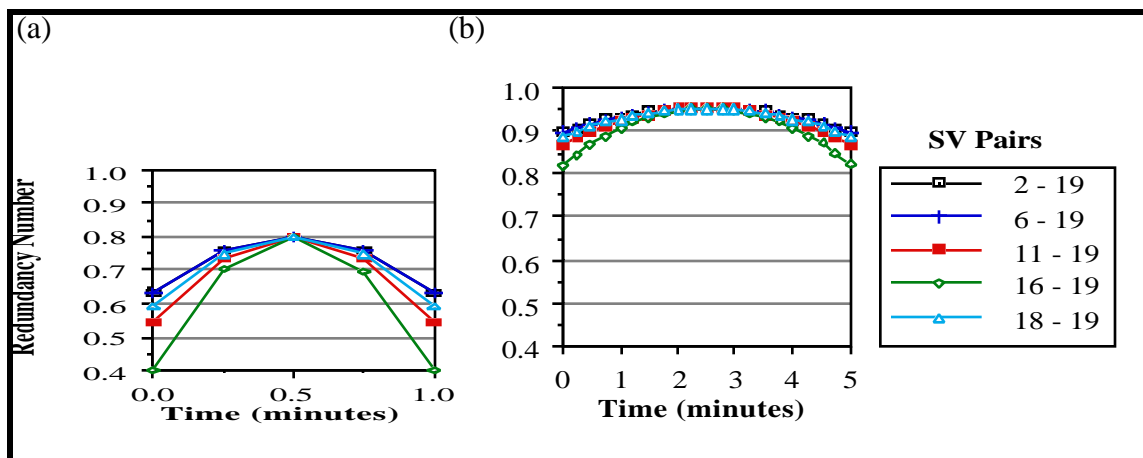 (a)
(b)
Redundancy Number
1.0
0.9
0.8
0.7
0.6
0.5
0.4
0.0 0.5 1.0
Time (minutes)
1.0
0.9
0.8
0.7
0.6
0.5
0.4
0 1 2 3 4 5
Time (minutes)
SV Pairs
2 - 19
6 - 19
11 - 19
16 - 19
18 - 19